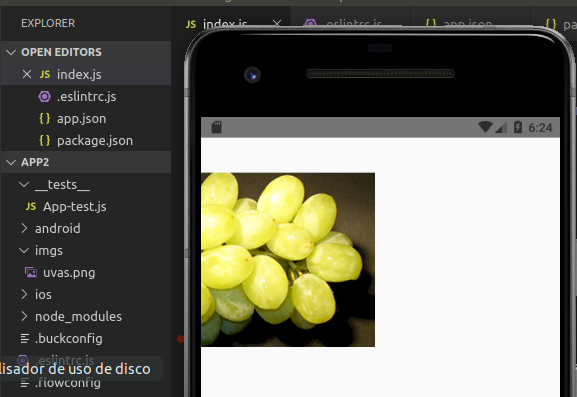 EXPLORER
OPEN EDITORS
JS index.js
.eslintrc.js
{ } app.json
{ } package.json
APP2
__tests__
JS App-test.js
android
imgs
uvas.png
ios
node_modules
.buckconfig
.eslintrc.js
lisador de uso de disco
.flowconfig
index.js
.eslintrc.js
app.json
pa
6:24